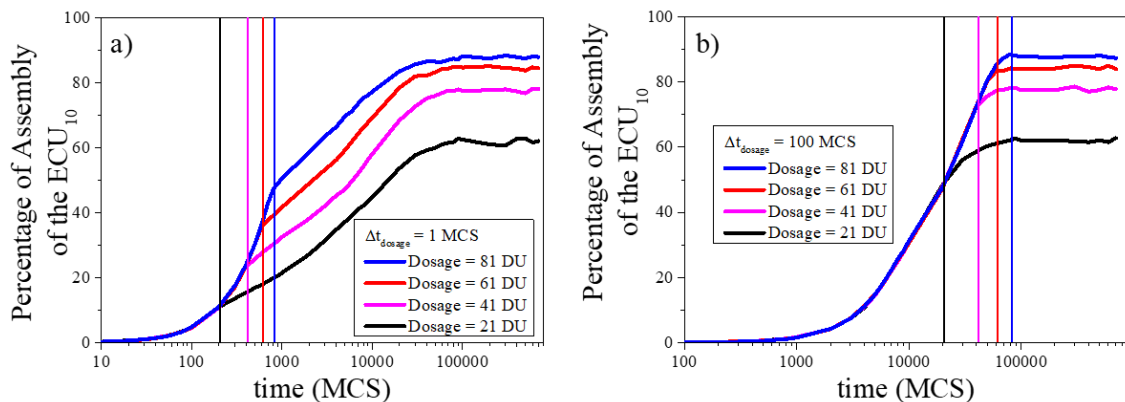 a)
Percentage of Assembly
of the ECU10
100
80
60
40
20
0
Δtdosage = 1 MCS
Dosage = 81 DU
Dosage = 61 DU
Dosage = 41 DU
Dosage = 21 DU
10
100
1000
10000
100000
time (MCS)
b)
Percentage of Assembly
of the ECU10
100
80
60
40
20
0
Δtdosage = 100 MCS
Dosage = 81 DU
Dosage = 61 DU
Dosage = 41 DU
Dosage = 21 DU
100
1000
10000
100000
time (MCS)